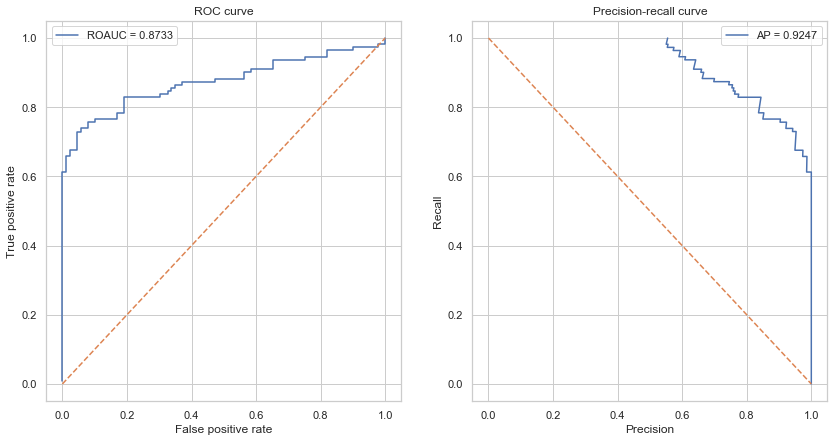 ROC curve
ROAUC = 0.8733
1.0
0.8
0.6
0.4
0.2
0.0
True positive rate
0.0 0.2 0.4 0.6 0.8 1.0
False positive rate
Precision-recall curve
AP = 0.9247
1.0
0.8
0.6
0.4
0.2
0.0
Recall
0.0 0.2 0.4 0.6 0.8 1.0
Precision